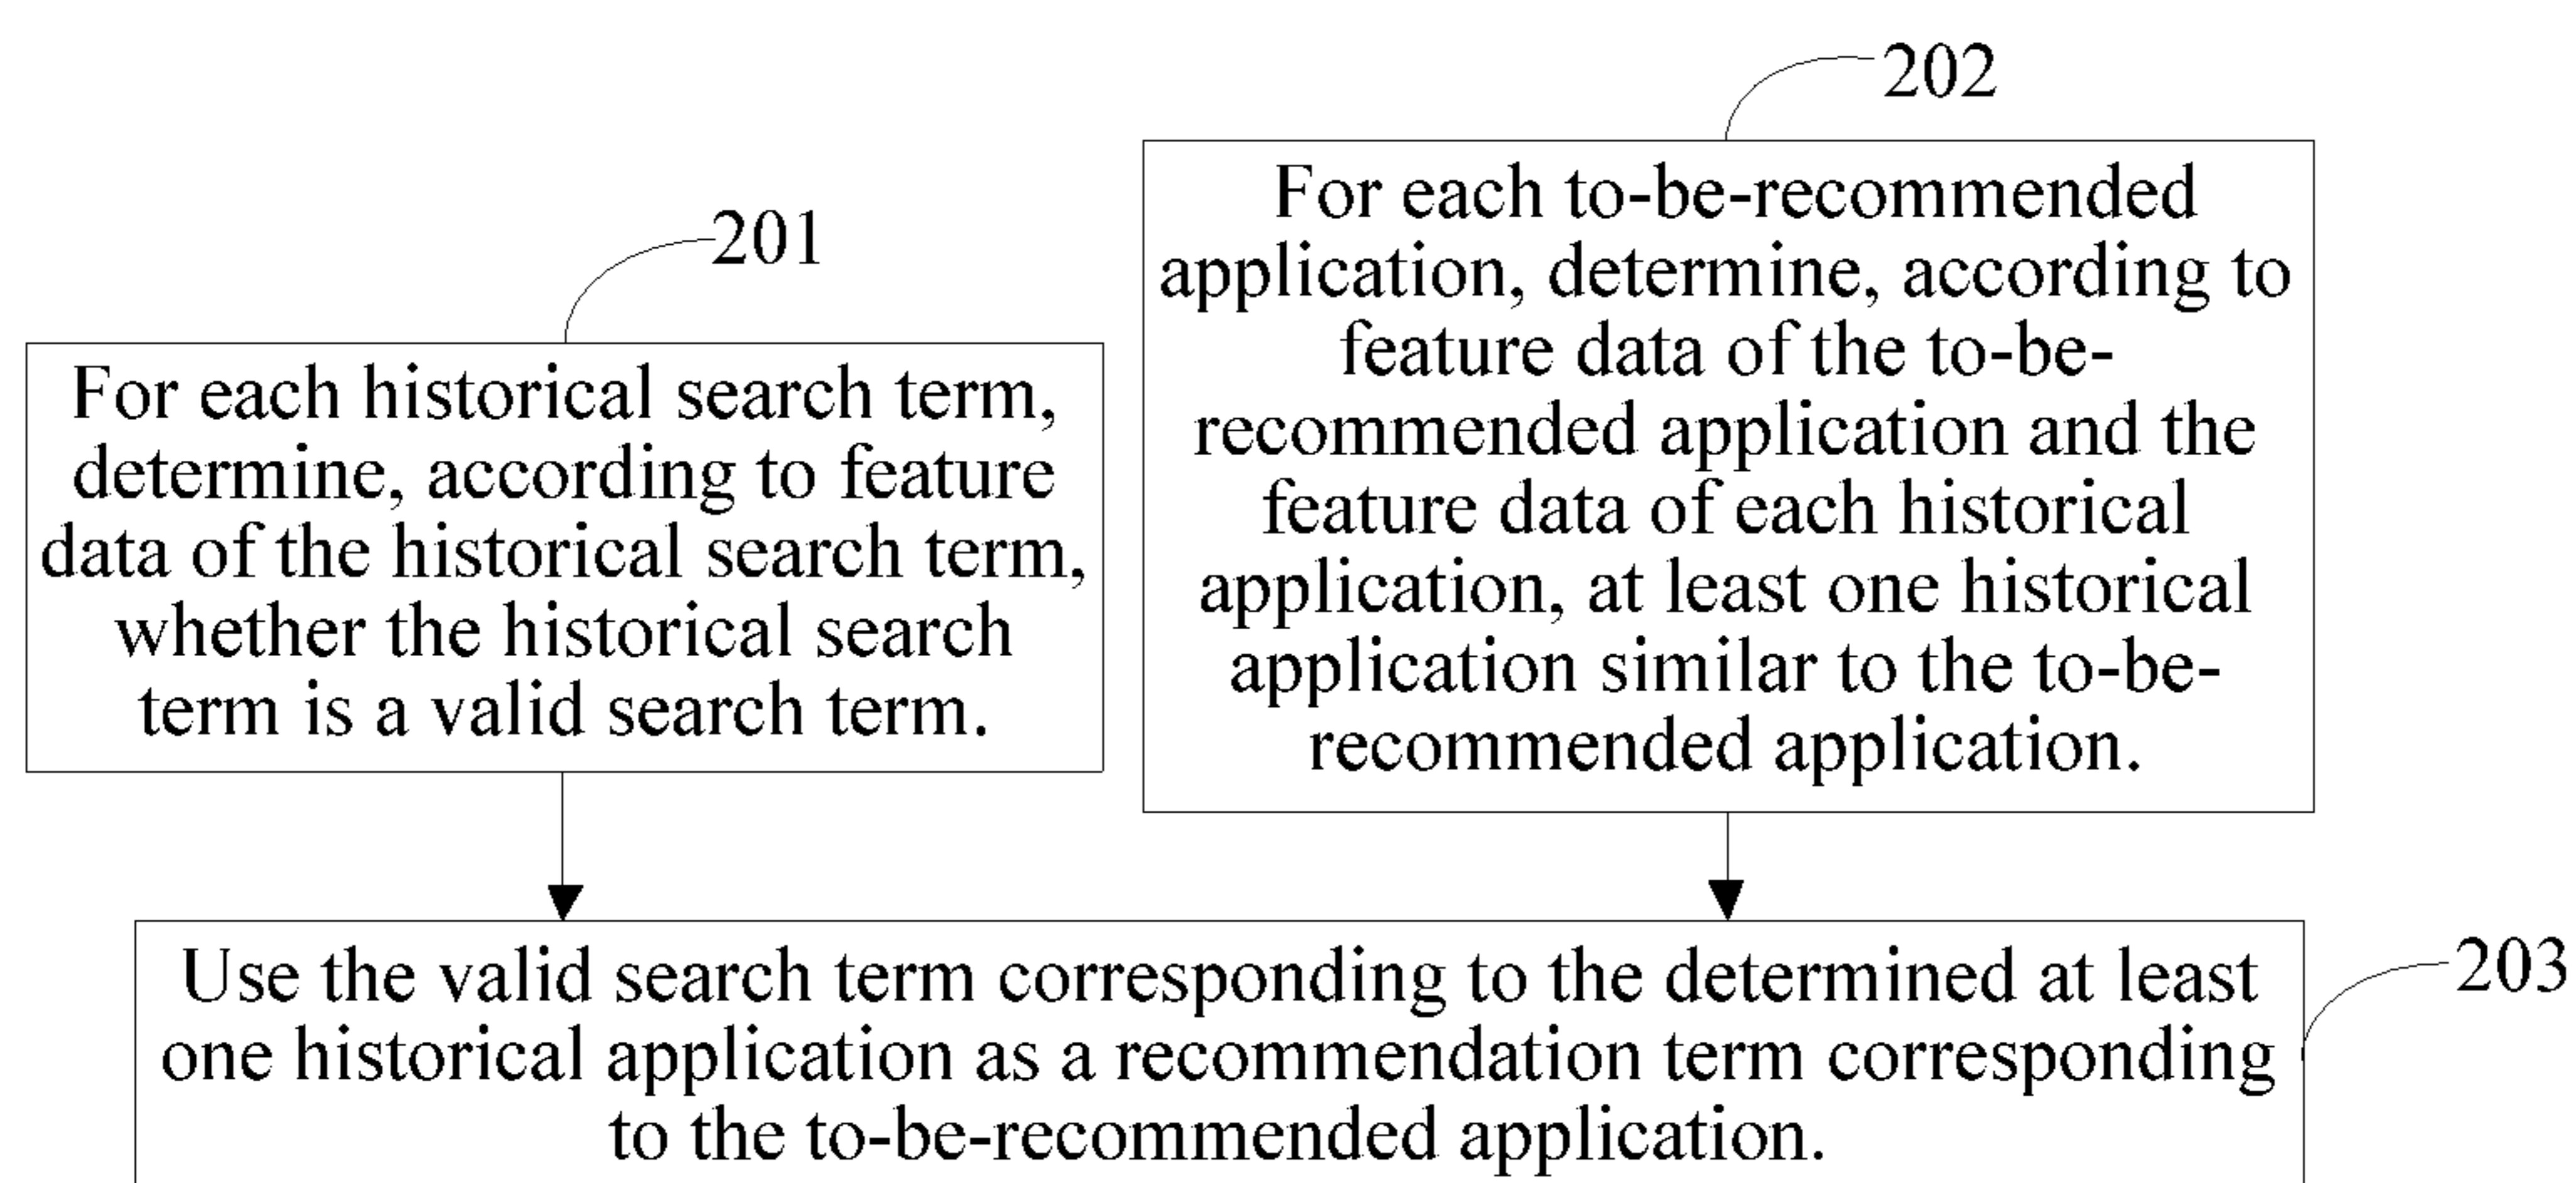 201
For each historical search term,
determine, according to feature
data of the historical search term,
whether the historical search
term is a valid search term.
202
For each to-be-recommended
application, determine, according to
feature data of the to-be-
recommended application and the
feature data of each historical
application, at least one historical
application similar to the to-be-
recommended application.
203
Use the valid search term corresponding to the determined at least
one historical application as a recommendation term corresponding
to the to-be-recommended application.